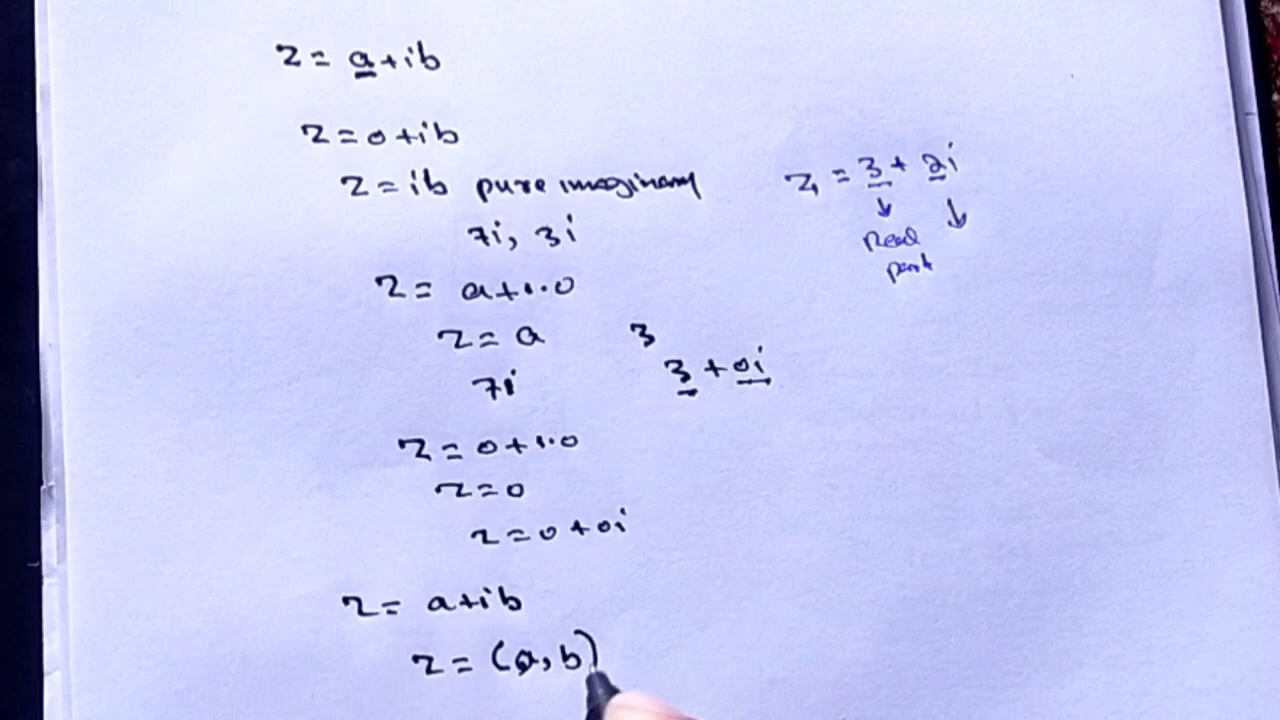 z = a+ib
z = 0+ib
z = ib pure imaginary
7i, 3i
z = a+i.0
z = a
7i
z = 0+i.0
z = 0
z = 0+0i
z = a+ib
z = (a,b)
z₁ = 3 + 2i
↓ ↓
Real
part
3
3 + 0i